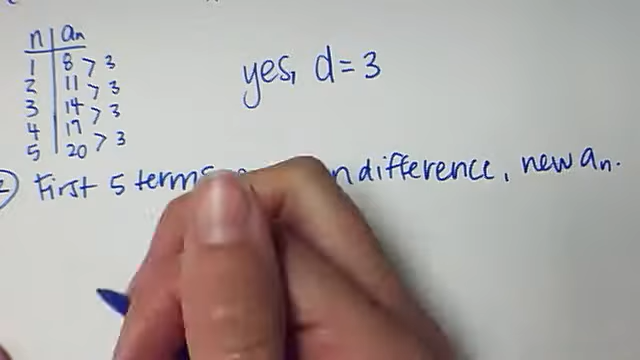 n | an
1 | 8 > 3
2 | 11 > 3
3 | 14 > 3
4 | 17 > 3
5 | 20
yes, d = 3
2 First 5 terms difference, new an.